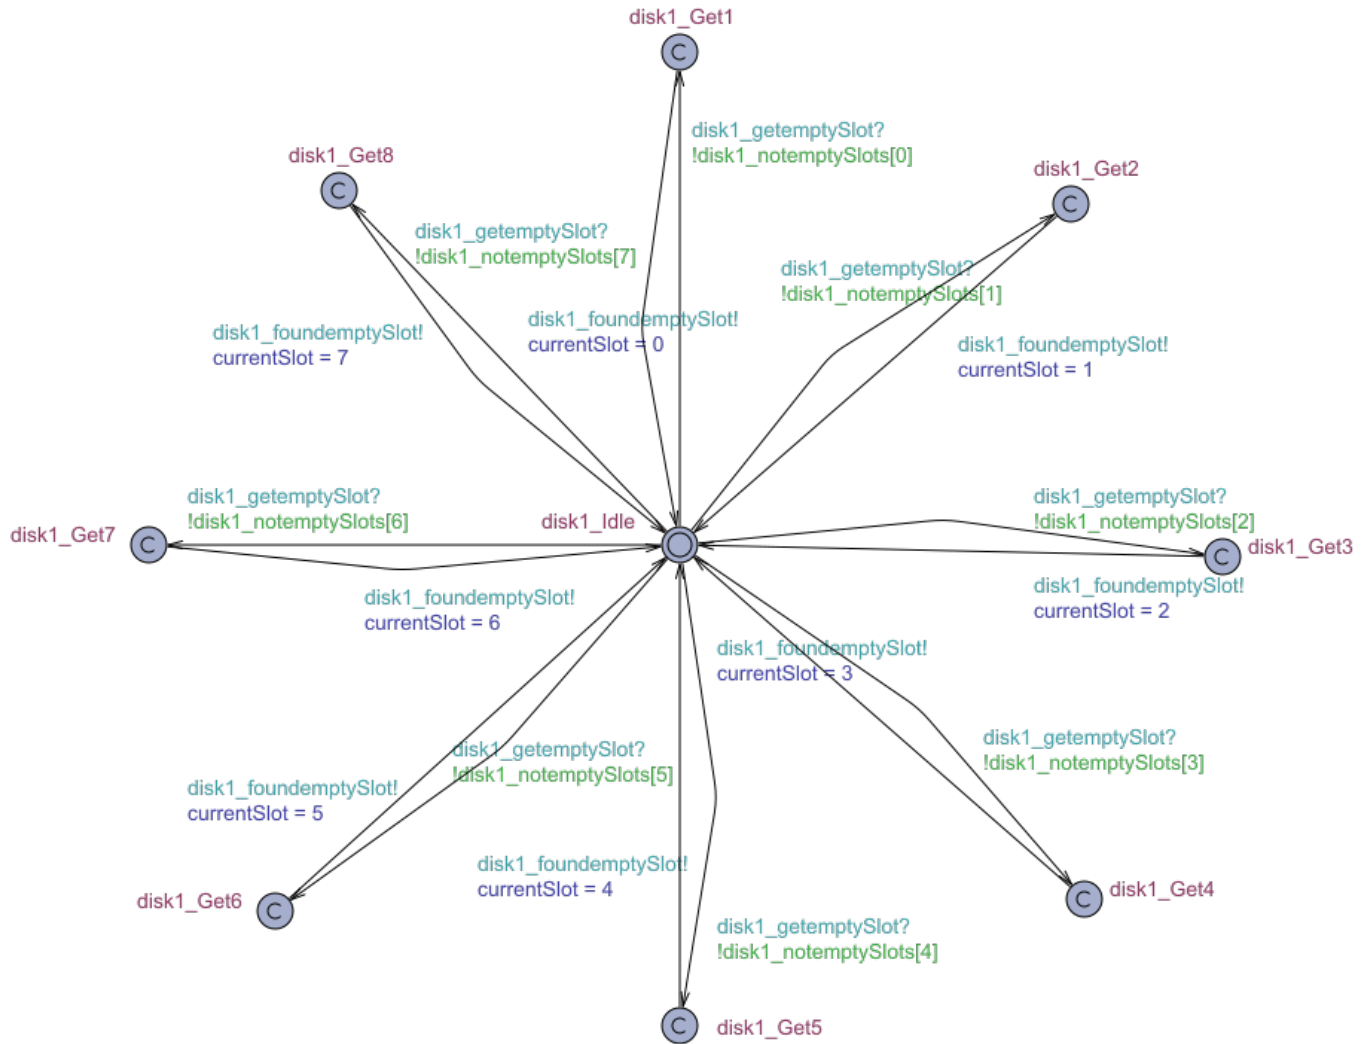 disk1_Get1
C
disk1_getemptySlot?
!disk1_notemptySlots[0]
disk1_Get8
C
disk1_Get2
C
disk1_getemptySlot?
!disk1_notemptySlots[7]
disk1_getemptySlot?
!disk1_notemptySlots[1]
disk1_foundemptySlot!
currentSlot = 7
disk1_foundemptySlot!
currentSlot = 0
disk1_foundemptySlot!
currentSlot = 1
disk1_getemptySlot?
!disk1_notemptySlots[6]
disk1_Get7
C
disk1_Idle
disk1_getemptySlot?
!disk1_notemptySlots[2]
C
disk1_Get3
disk1_foundemptySlot!
currentSlot = 6
disk1_foundemptySlot!
currentSlot = 2
disk1_foundemptySlot!
currentSlot = 3
disk1_getemptySlot?
!disk1_notemptySlots[5]
disk1_getemptySlot?
!disk1_notemptySlots[3]
disk1_foundemptySlot!
currentSlot = 5
disk1_foundemptySlot!
currentSlot = 4
disk1_Get6
C
C
disk1_Get4
disk1_getemptySlot?
!disk1_notemptySlots[4]
C
disk1_Get5